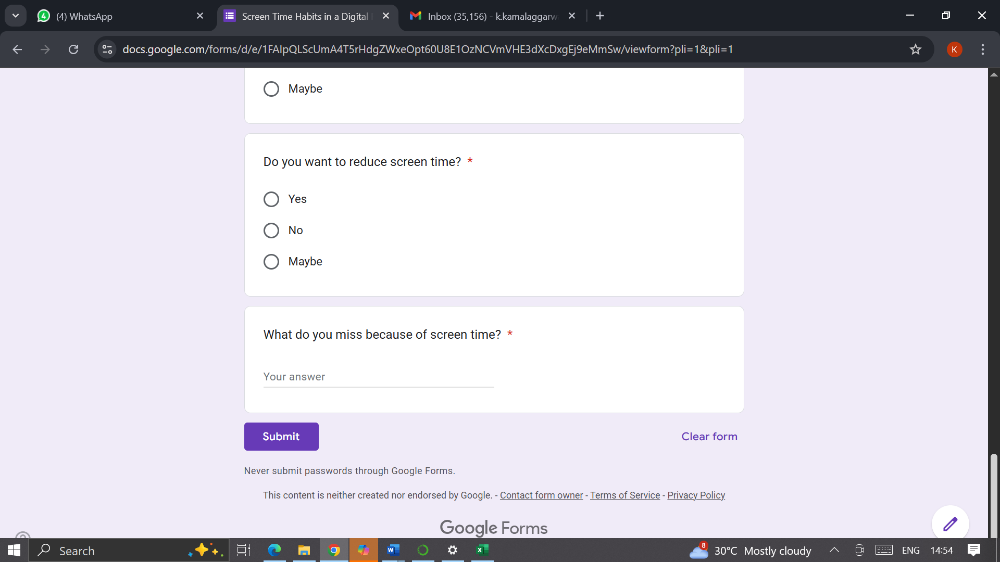 (4) WhatsApp
Screen Time Habits in a Digital
Inbox (35,156) - k.kamalaggarw
docs.google.com/forms/d/e/1FAIpQLScUmA4T5rHdgZWxeOpt60U8E1OzNCVmVHE3dXcDxgEj9eMmSw/viewform?pli=1&pli=1
K
Maybe
Do you want to reduce screen time? *
Yes
No
Maybe
What do you miss because of screen time? *
Your answer
Submit
Clear form
Never submit passwords through Google Forms.
This content is neither created nor endorsed by Google. - Contact form owner - Terms of Service - Privacy Policy
Google Forms
Search
8
30°C Mostly cloudy
ENG
14:54